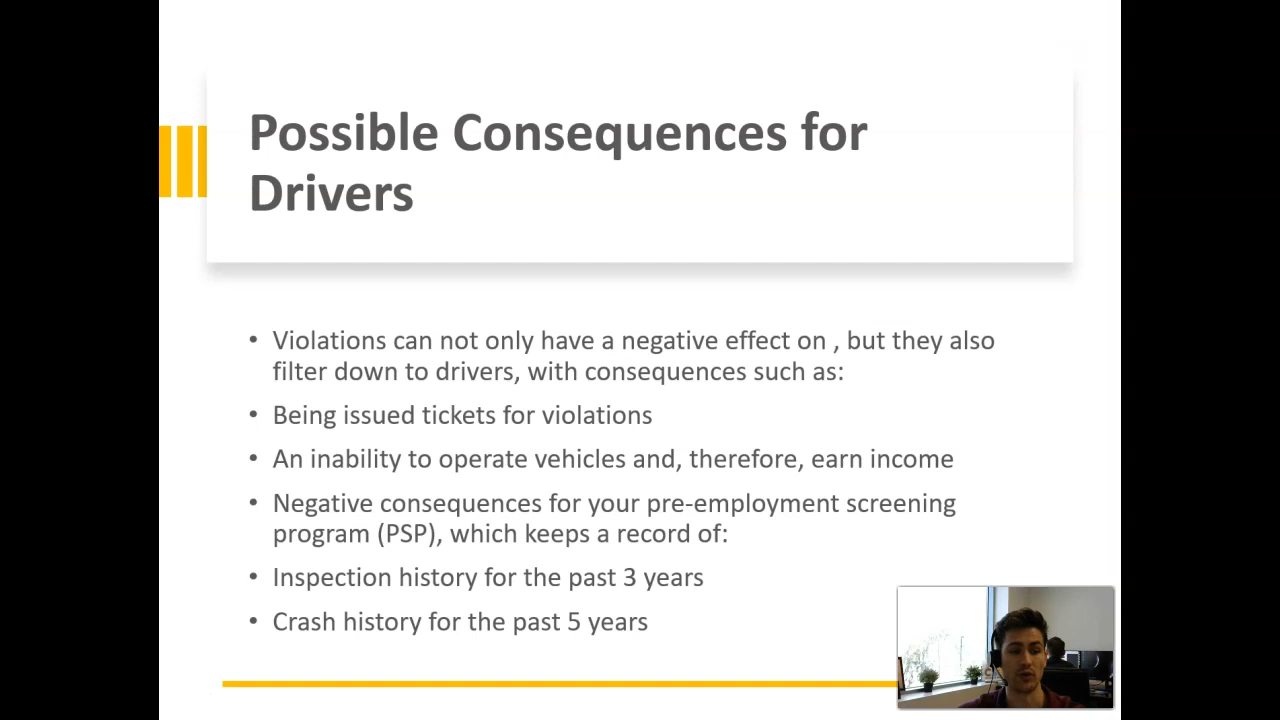 Possible Consequences for
Drivers
• Violations can not only have a negative effect on , but they also
filter down to drivers, with consequences such as:
• Being issued tickets for violations
• An inability to operate vehicles and, therefore, earn income
• Negative consequences for your pre-employment screening
program (PSP), which keeps a record of:
• Inspection history for the past 3 years
• Crash history for the past 5 years